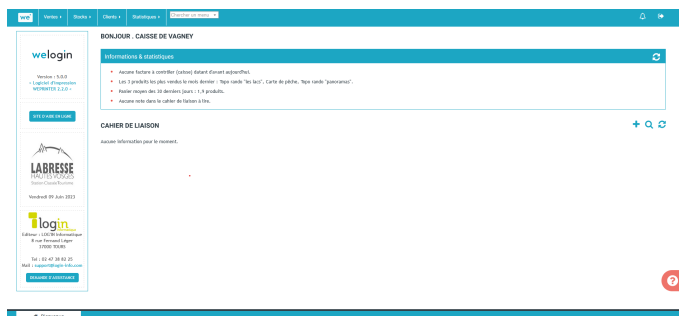 we Ventes Stocks Clients Statistiques Chercher un menu
BONJOUR . CAISSE DE VAGNEY
welogin
Version : 5.0.0
- Logiciel d'impression
WEPRINTER 2.2.0 -
SITE D'AIDE EN LIGNE
LABRESSE
HAUTES VOSGES
Vendredi 09 Juin 2023
login
Editeur : LOGIN Informatique
8 rue Fernand Léger
37000 TOURS
Tel : 02 47 38 82 25
Mail : support@login-info.com
DEMANDE D'ASSISTANCE
Informations & statistiques
Aucune facture à contrôler (caisse) datant d'avant aujourd'hui.
Les 3 produits les plus vendus le mois dernier : Topo rando "les lacs", Carte de pêche, Topo rando "panoramas".
Panier moyen des 30 derniers jours : 1,9 produits.
Aucune note dans le cahier de liaison à lire.
CAHIER DE LIAISON
Aucune information pour le moment.
?